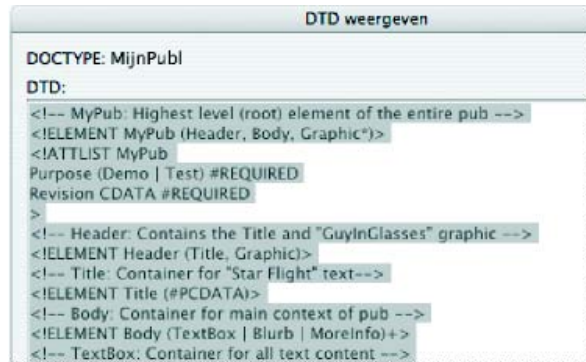 DTD weergeven
DOCTYPE: MijnPubl
DTD:
<!-- MyPub: Highest level (root) element of the entire pub -->
<!ELEMENT MyPub (Header, Body, Graphic*)>
<!ATTLIST MyPub
Purpose (Demo | Test) #REQUIRED
Revision CDATA #REQUIRED
>
<!-- Header: Contains the Title and "GuyInGlasses" graphic -->
<!ELEMENT Header (Title, Graphic)>
<!-- Title: Container for "Star Flight" text-->
<!ELEMENT Title (#PCDATA)>
<!-- Body: Container for main context of pub -->
<!ELEMENT Body (TextBox | Blurb | MoreInfo)+>
<!-- TextBox: Container for all text content -->